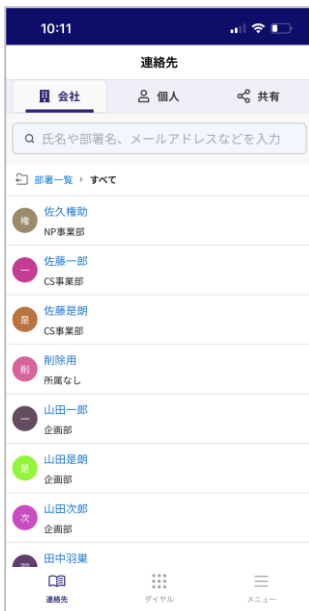 10:11
連絡先
会社 個人 共有
氏名や部署名、メールアドレスなどを入力
部署一覧 › すべて
権 佐久権助
NP事業部
一 佐藤一郎
CS事業部
是 佐藤是朗
CS事業部
削 削除用
所属なし
一 山田一郎
企画部
是 山田是朗
企画部
次 山田次郎
企画部
羽 田中羽巣
連絡先 ダイヤル メニュー